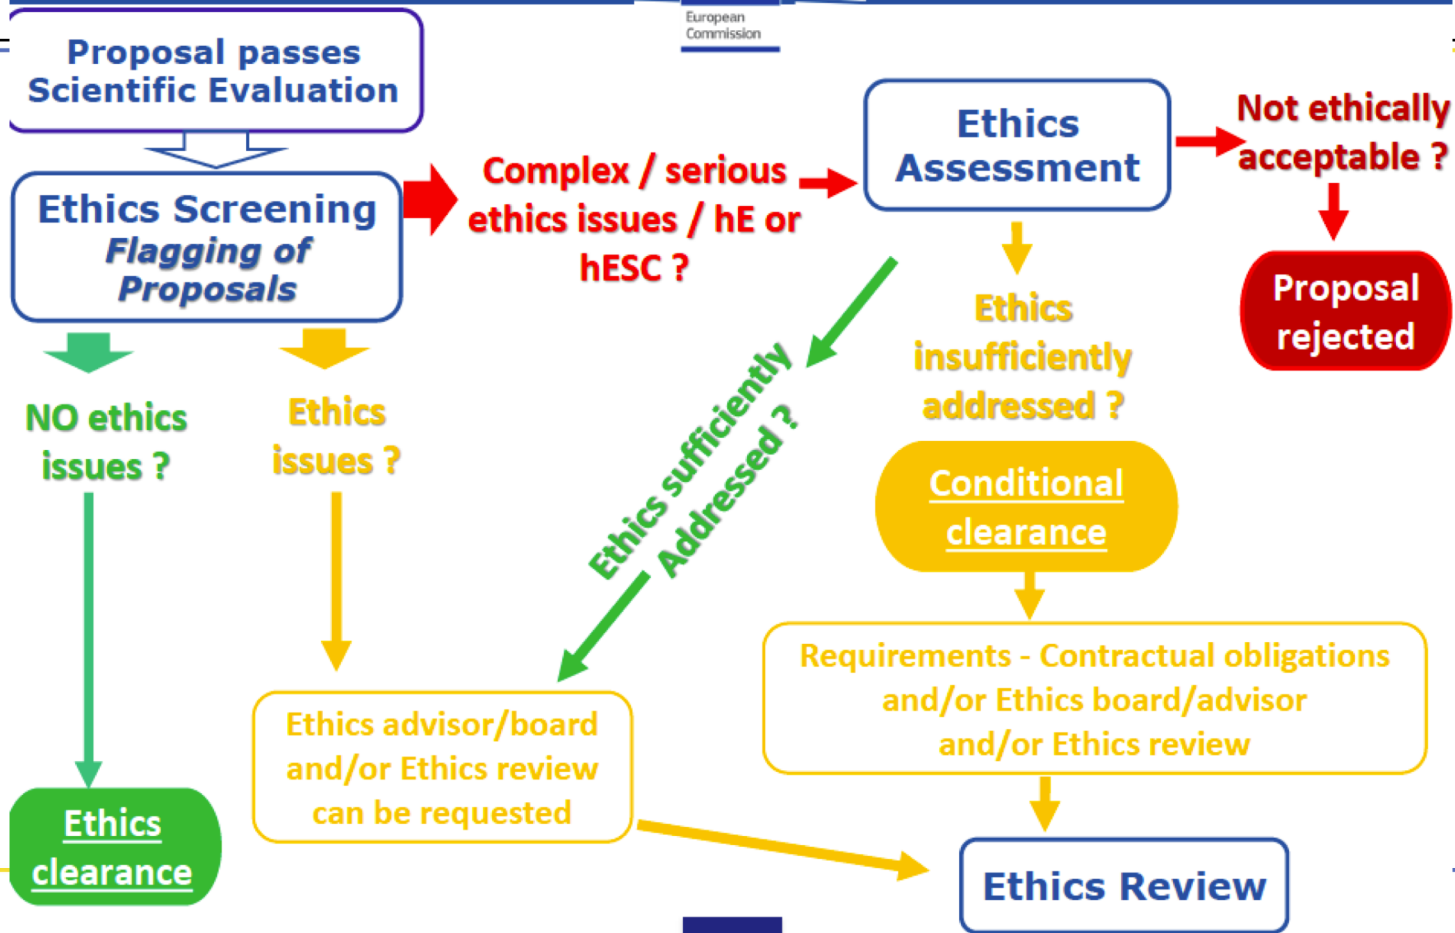 European
Commission
Proposal passes
Scientific Evaluation
Ethics Screening
Flagging of
Proposals
Complex / serious
ethics issues / hE or
hESC ?
Ethics
Assessment
Not ethically
acceptable ?
Proposal
rejected
NO ethics
issues ?
Ethics
issues ?
Ethics sufficiently
Addressed ?
Ethics
insufficiently
addressed ?
Conditional
clearance
Requirements - Contractual obligations
and/or Ethics board/advisor
and/or Ethics review
Ethics advisor/board
and/or Ethics review
can be requested
Ethics
clearance
Ethics Review